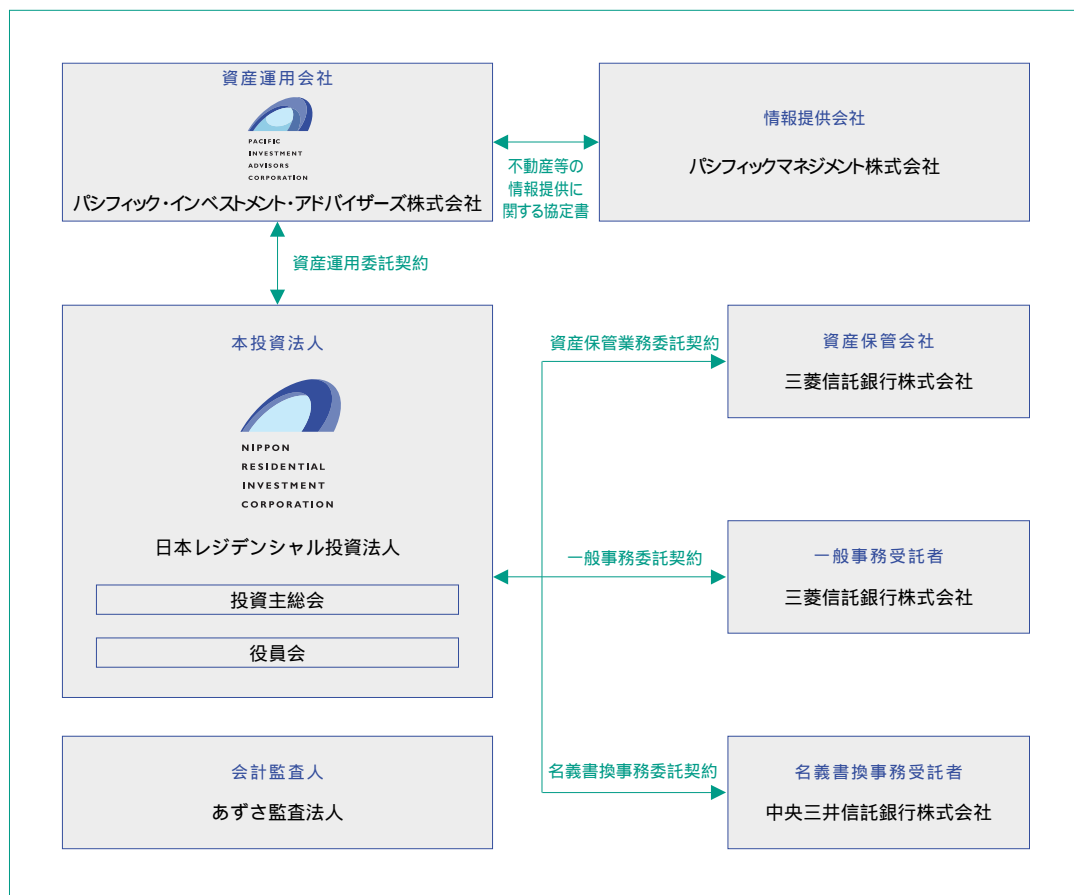 資産運用会社
PACIFIC
INVESTMENT
ADVISORS
CORPORATION
パシフィック・インベストメント・アドバイザーズ株式会社
不動産等の
情報提供に
関する協定書
情報提供会社
パシフィックマネジメント株式会社
資産運用委託契約
本投資法人
NIPPON
RESIDENTIAL
INVESTMENT
CORPORATION
日本レジデンシャル投資法人
投資主総会
役員会
資産保管業務委託契約
資産保管会社
三菱信託銀行株式会社
一般事務委託契約
一般事務受託者
三菱信託銀行株式会社
名義書換事務委託契約
名義書換事務受託者
中央三井信託銀行株式会社
会計監査人
あずさ監査法人